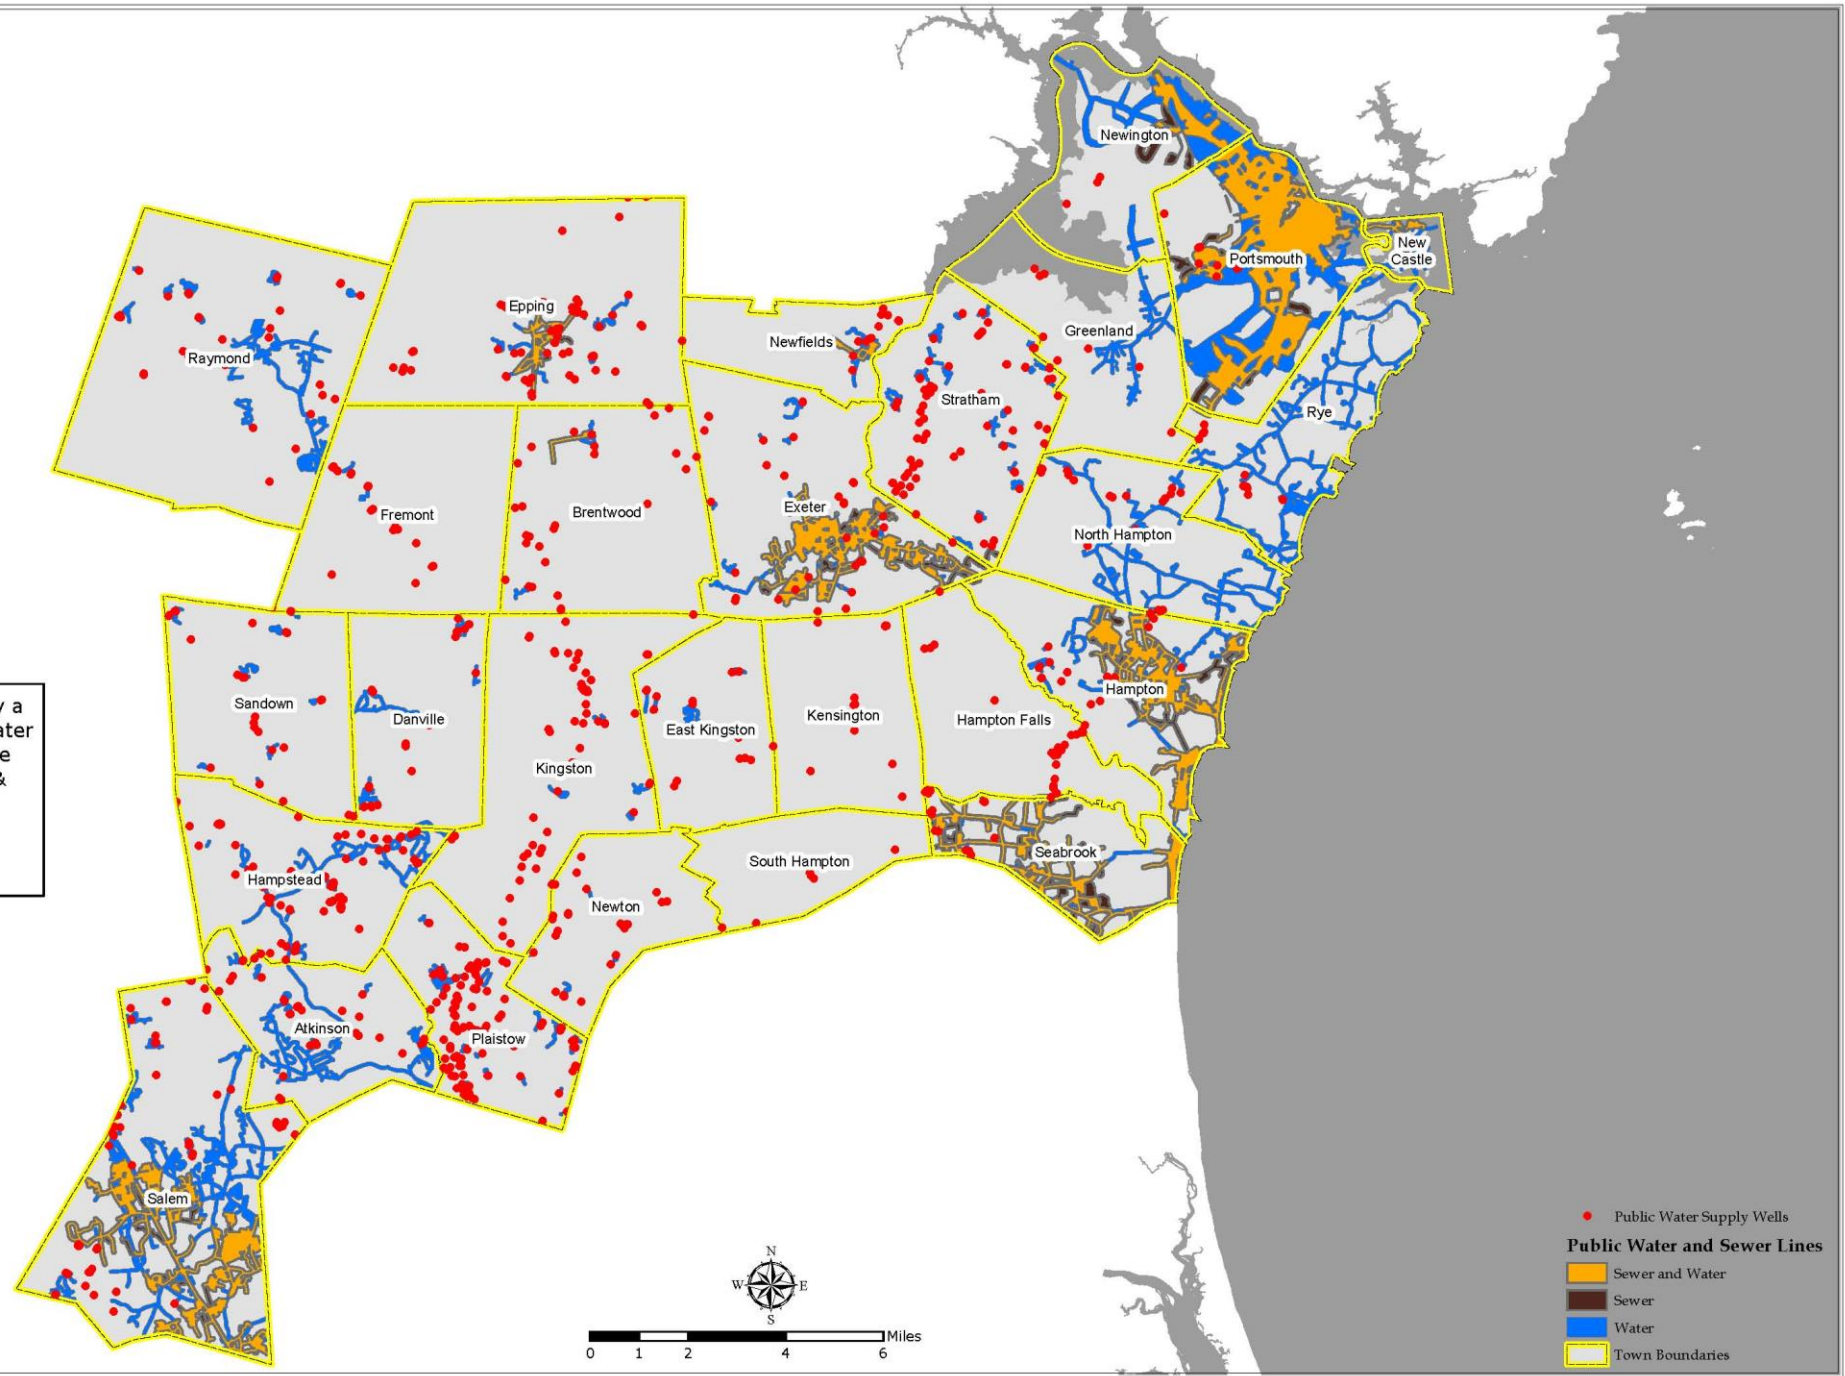 Newington
New
Castle
Portsmouth
Epping
Greenland
Newfields
Raymond
Stratham
Rye
Exeter
Fremont
Brentwood
North Hampton
Hampton
Sandown
Danville
Kensington
Hampton Falls
East Kingston
Kingston
y a
ater
e
&
Seabrook
South Hampton
Hampstead
Newton
Atkinson
Plaistow
Salem
N
W
E
S
Miles
0 1 2 4 6
Public Water Supply Wells
Public Water and Sewer Lines
Sewer and Water
Sewer
Water
Town Boundaries